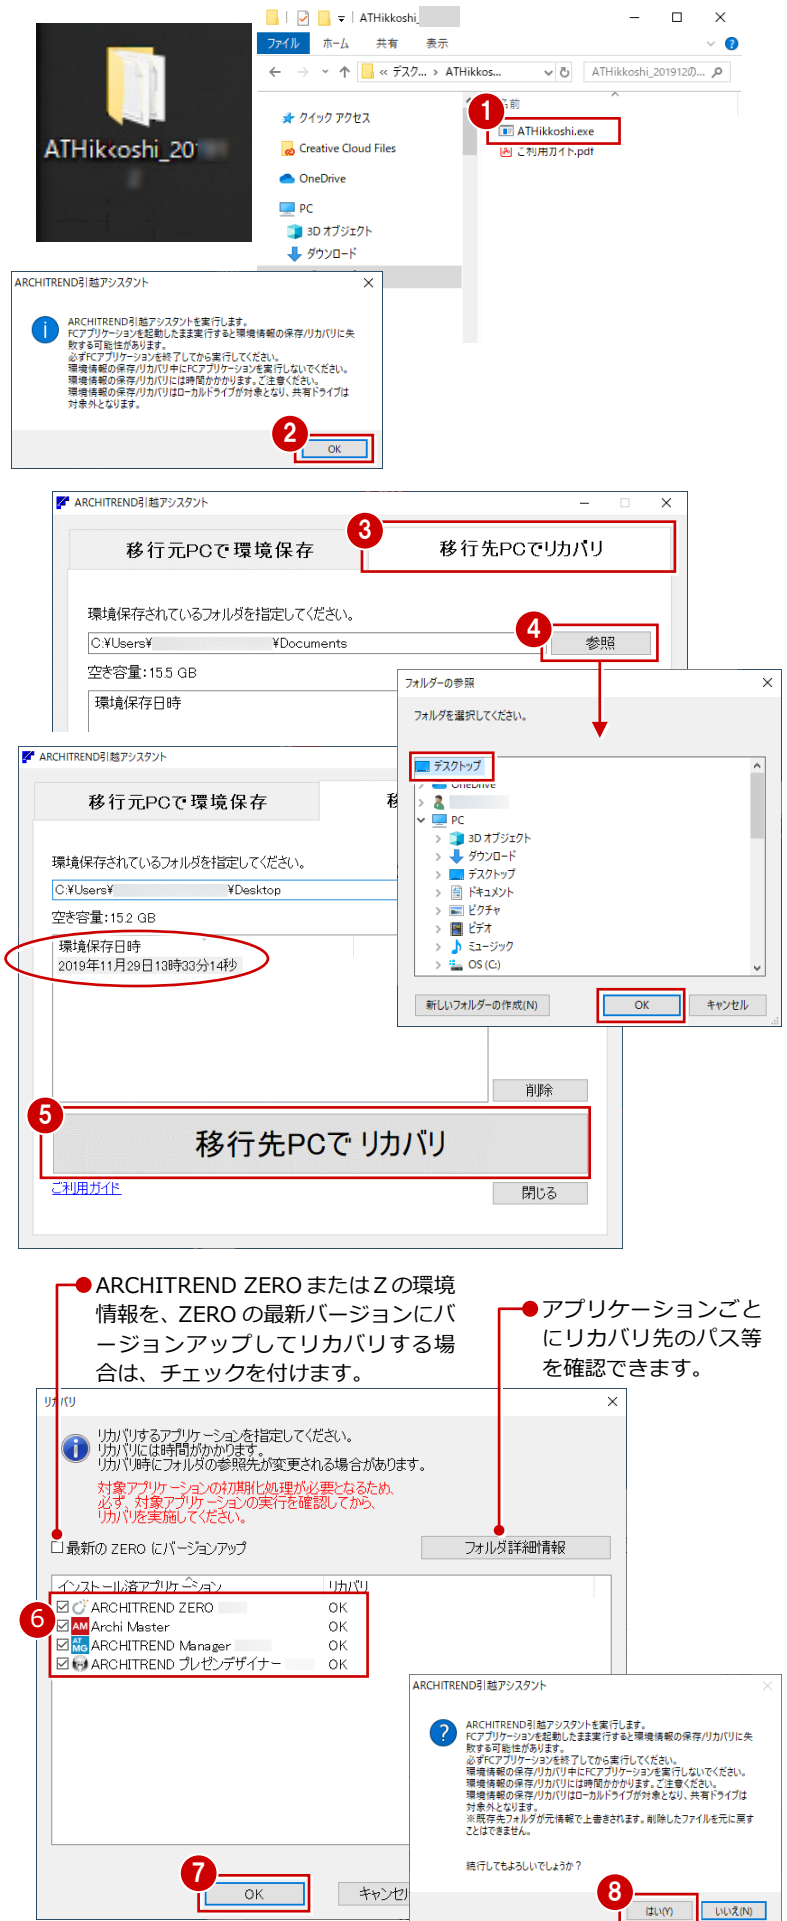 ATHikkoshi_20
ATHikkoshi_
ファイル ホーム 共有 表示
« デスク... › ATHikkos...
ATHikkoshi_201912の...
1
名前
クイック アクセス
ATHikkoshi.exe
Creative Cloud Files
ご利用ガイド.pdf
OneDrive
PC
3D オブジェクト
ダウンロード
ARCHITREND引越アシスタント
ARCHITREND引越アシスタントを実行します。
FCアプリケーションを起動したまま実行すると環境情報の保存/リカバリに失
敗する可能性があります。
必ずFCアプリケーションを終了してから実行してください。
環境情報の保存/リカバリ中にFCアプリケーションを実行しないでください。
環境情報の保存/リカバリには時間かかります。ご注意ください。
環境情報の保存/リカバリはローカルドライブが対象となり、共有ドライブは
対象外となります。
2
OK
ARCHITREND引越アシスタント
3
移行元PCで環境保存
移行先PCでリカバリ
環境保存されているフォルダを指定してください。
C:¥Users¥ ¥Documents
4
参照
空き容量:15.5 GB
環境保存日時
フォルダーの参照
フォルダを選択してください。
デスクトップ
OneDrive
PC
3D オブジェクト
ダウンロード
デスクトップ
ドキュメント
ピクチャ
ビデオ
ミュージック
OS (C:)
新しいフォルダーの作成(N)
OK
キャンセル
ARCHITREND引越アシスタント
移行元PCで環境保存
移
環境保存されているフォルダを指定してください。
C:¥Users¥ ¥Desktop
空き容量:15.2 GB
環境保存日時
2019年11月29日13時33分14秒
削除
5
移行先PCで リカバリ
ご利用ガイド
閉じる
ARCHITREND ZERO または Z の環境
情報を、ZERO の最新バージョンにバ
ージョンアップしてリカバリする場
合は、チェックを付けます。
アプリケーションごと
にリカバリ先のパス等
を確認できます。
リカバリ
リカバリするアプリケーションを指定してください。
リカバリには時間がかかります。
リカバリ時にフォルダの参照先が変更される場合があります。
対象アプリケーションの初期化処理が必要となるため、
必ず、対象アプリケーションの実行を確認してから、
リカバリを実施してください。
最新の ZERO にバージョンアップ
フォルダ詳細情報
インストール済アプリケーション リカバリ
6
ARCHITREND ZERO OK
AM Archi Master OK
AT MG ARCHITREND Manager OK
ARCHITREND プレゼンデザイナー OK
7
OK
キャンセル
ARCHITREND引越アシスタント
ARCHITREND引越アシスタントを実行します。
FCアプリケーションを起動したまま実行すると環境情報の保存/リカバリに失
敗する可能性があります。
必ずFCアプリケーションを終了してから実行してください。
環境情報の保存/リカバリ中にFCアプリケーションを実行しないでください。
環境情報の保存/リカバリには時間かかります。ご注意ください。
環境情報の保存/リカバリはローカルドライブが対象となり、共有ドライブは
対象外となります。
※既存先フォルダが元情報で上書きされます。削除したファイルを元に戻す
ことはできません。
続行してもよろしいでしょうか？
8
はい(Y)
いいえ(N)